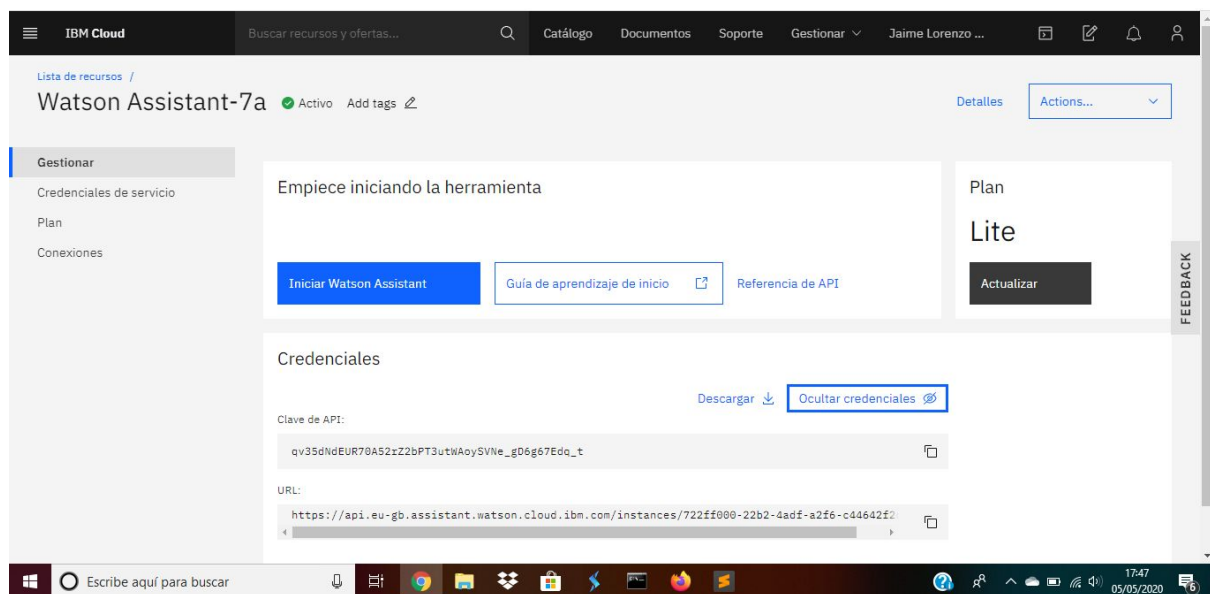 IBM Cloud
Buscar recursos y ofertas...
Catálogo
Documentos
Soporte
Gestionar
Jaime Lorenzo ...
Lista de recursos /
Watson Assistant-7a
Activo
Add tags
Detalles
Actions...
Gestionar
Credenciales de servicio
Plan
Conexiones
Empiece iniciando la herramienta
Iniciar Watson Assistant
Guía de aprendizaje de inicio
Referencia de API
Plan
Lite
Actualizar
FEEDBACK
Credenciales
Descargar
Ocultar credenciales
Clave de API:
qv35dNdEUR70A52rZ2bPT3utWAoySVNe_gD6g67Edq_t
URL:
https://api.eu-gb.assistant.watson.cloud.ibm.com/instances/722ff000-22b2-4adf-a2f6-c44642f2
Escribe aquí para buscar
17:47
05/05/2020
6